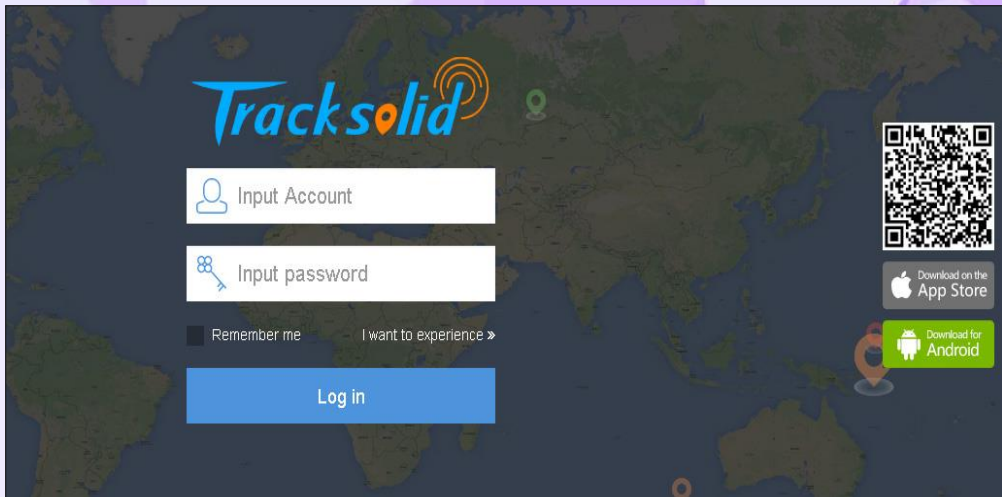 Tracksolid
Input Account
Input password
Remember me
I want to experience »
Log in
Download on the
App Store
Download for
Android